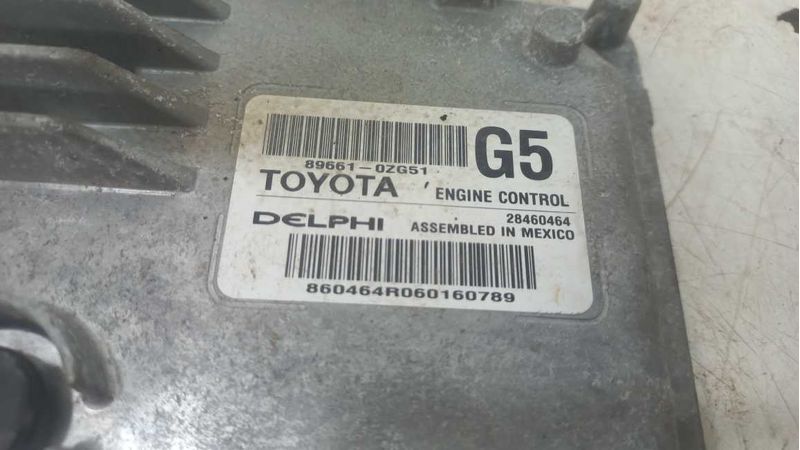 89661-0ZG51
G5
TOYOTA ENGINE CONTROL
28460464
DELPHI ASSEMBLED IN MEXICO
860464R060160789